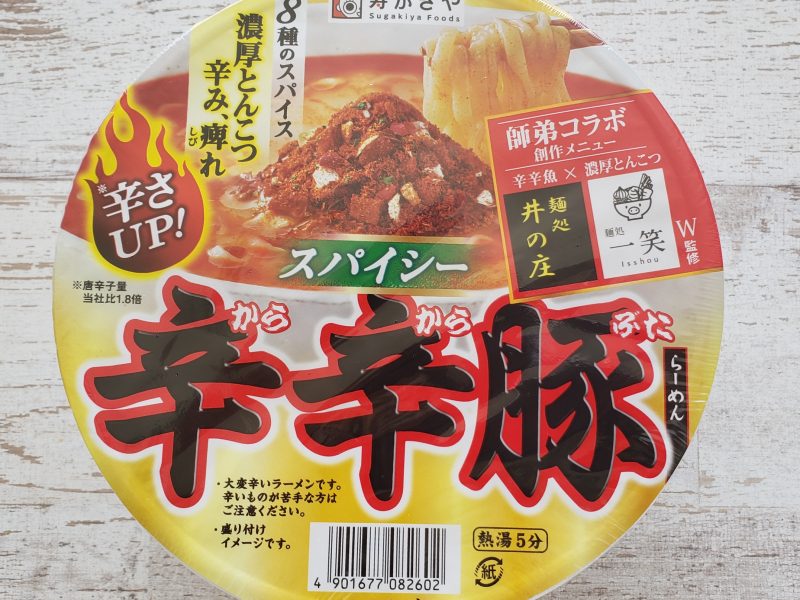 寿がきや
Sugakiya Foods
8種のスパイス
濃厚とんこつ
辛み、痺れ
しび
※辛さ
UP!
※唐辛子量
当社比1.8倍
師弟コラボ
創作メニュー
辛辛魚×濃厚とんこつ
麺処
井の庄
麺処
一笑
Isshou
W監修
スパイシー
辛辛豚
から から ぶた
らーめん
・大変辛いラーメンです。
辛いものが苦手な方は
ご注意ください。
・盛り付け
イメージです。
熱湯5分
紙
4 901677 082602